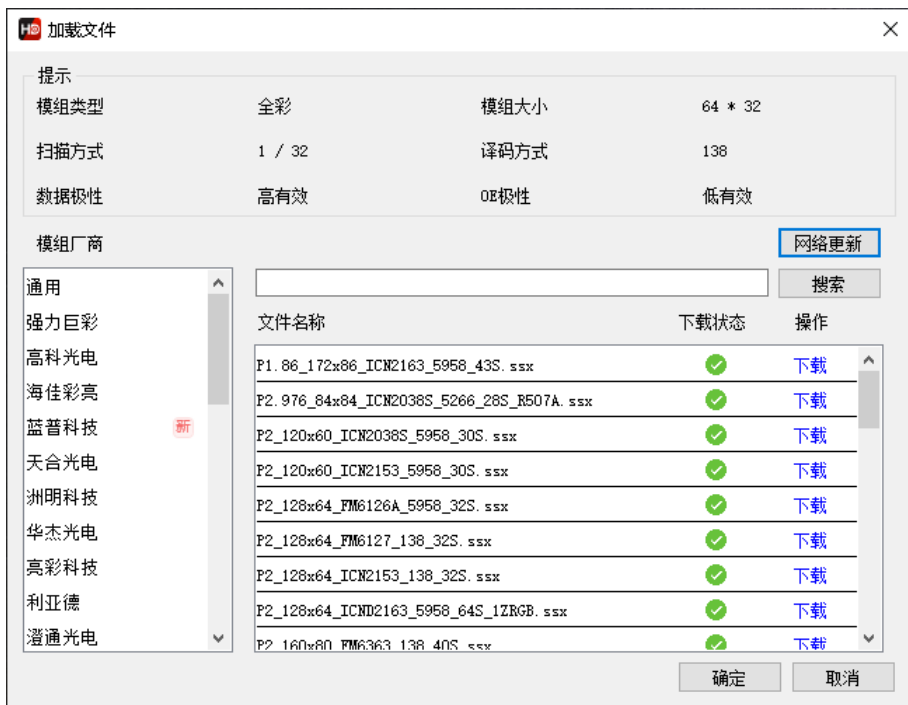 HD 加载文件
提示
模组类型 全彩 模组大小 64 * 32
扫描方式 1 / 32 译码方式 138
数据极性 高有效 OE极性 低有效
模组厂商 网络更新
通用 搜索
强力巨彩 文件名称 下载状态 操作
高科光电 P1.86_172x86_ICN2163_5958_43S.ssx 下载
海佳彩亮 P2.976_84x84_ICN2038S_5266_28S_R507A.ssx 下载
蓝普科技 新 P2_120x60_ICN2038S_5958_30S.ssx 下载
天合光电 P2_120x60_ICN2153_5958_30S.ssx 下载
洲明科技 P2_128x64_FM6126A_5958_32S.ssx 下载
华杰光电 P2_128x64_FM6127_138_32S.ssx 下载
亮彩科技 P2_128x64_ICN2153_138_32S.ssx 下载
利亚德 P2_128x64_ICND2163_5958_64S_1ZRGB.ssx 下载
澄通光电 P2_160x80_FM6363_138_40S.ssx 下载
确定 取消